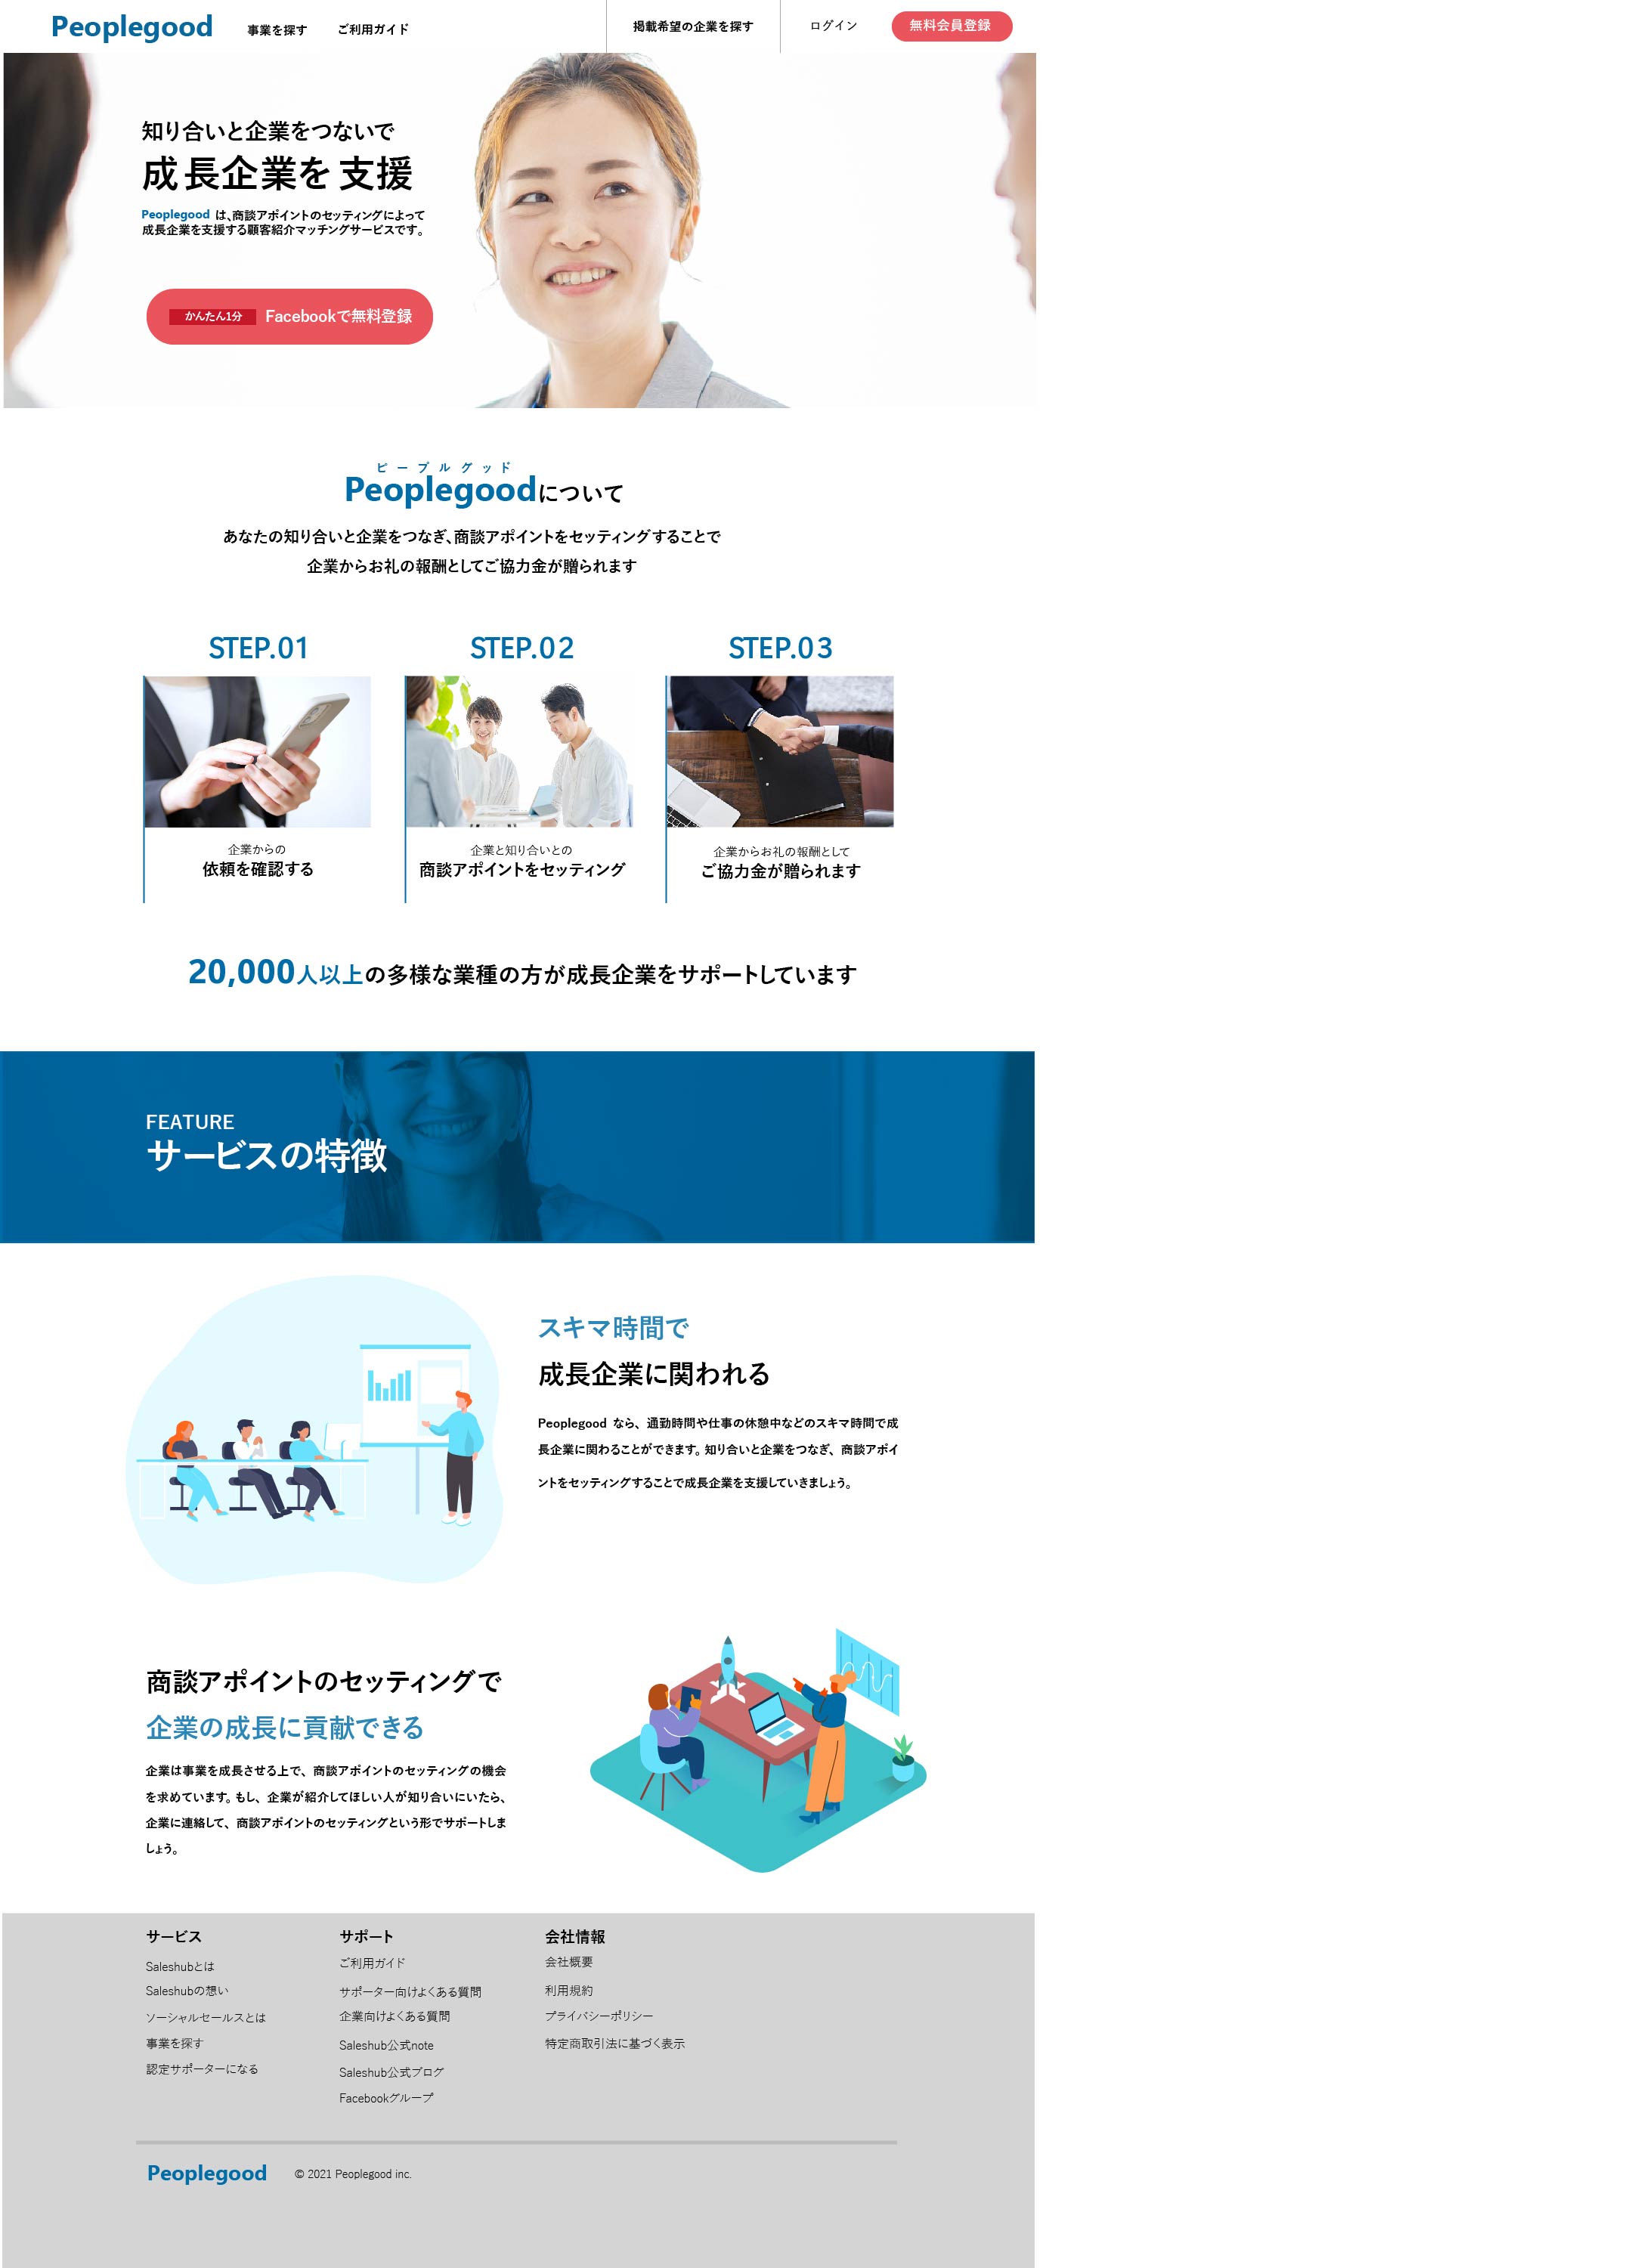 Peoplegood
事業を探す
ご利用ガイド
掲載希望の企業を探す
ログイン
無料会員登録
知り合いと企業をつないで
成長企業を支援
Peoplegood は、商談アポイントのセッティングによって
成長企業を支援する顧客紹介マッチングサービスです。
かんたん1分 Facebookで無料登録
ピープルグッド
Peoplegoodについて
あなたの知り合いと企業をつなぎ、商談アポイントをセッティングすることで
企業からお礼の報酬としてご協力金が贈られます
STEP.01
企業からの
依頼を確認する
STEP.02
企業と知り合いとの
商談アポイントをセッティング
STEP.03
企業からお礼の報酬として
ご協力金が贈られます
20,000人以上の多様な業種の方が成長企業をサポートしています
FEATURE
サービスの特徴
スキマ時間で
成長企業に関われる
Peoplegood なら、通勤時間や仕事の休憩中などのスキマ時間で成
長企業に関わることができます。知り合いと企業をつなぎ、商談アポイ
ントをセッティングすることで成長企業を支援していきましょう。
商談アポイントのセッティングで
企業の成長に貢献できる
企業は事業を成長させる上で、商談アポイントのセッティングの機会
を求めています。もし、企業が紹介してほしい人が知り合いにいたら、
企業に連絡して、商談アポイントのセッティングという形でサポートしま
しょう。
サービス
Saleshubとは
Saleshubの想い
ソーシャルセールスとは
事業を探す
認定サポーターになる
サポート
ご利用ガイド
サポーター向けよくある質問
企業向けよくある質問
Saleshub公式note
Saleshub公式ブログ
Facebookグループ
会社情報
会社概要
利用規約
プライバシーポリシー
特定商取引法に基づく表示
Peoplegood
© 2021 Peoplegood inc.